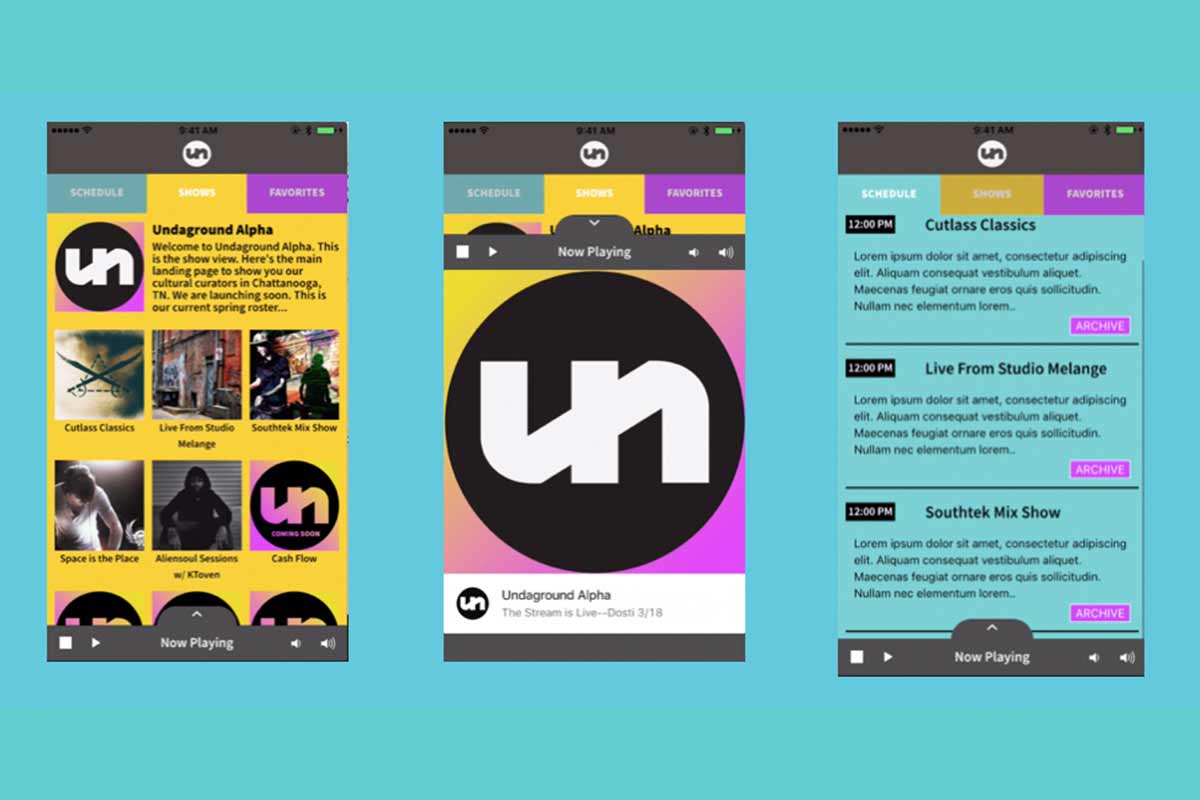 9:41 AM
un
SCHEDULE SHOWS FAVORITES
Undaground Alpha
Welcome to Undaground Alpha. This
is the show view. Here's the main
landing page to show you our
cultural curators in Chattanooga,
TN. We are launching soon. This is
our current spring roster...
un
Cutlass Classics
Live From Studio
Melange
Southtek Mix Show
un
COMING SOON
Space is the Place
Aliensoul Sessions
w/ KToven
Cash Flow
Now Playing
9:41 AM
un
SCHEDULE SHOWS FAVORITES
Alpha
Now Playing
un
un
Undaground Alpha
The Stream is Live--Dosti 3/18
9:41 AM
un
SCHEDULE SHOWS FAVORITES
12:00 PM Cutlass Classics
Lorem ipsum dolor sit amet, consectetur adipiscing
elit. Aliquam consequat vestibulum aliquet.
Maecenas feugiat ornare eros quis sollicitudin.
Nullam nec elementum lorem..
ARCHIVE
12:00 PM Live From Studio Melange
Lorem ipsum dolor sit amet, consectetur adipiscing
elit. Aliquam consequat vestibulum aliquet.
Maecenas feugiat ornare eros quis sollicitudin.
Nullam nec elementum lorem..
ARCHIVE
12:00 PM Southtek Mix Show
Lorem ipsum dolor sit amet, consectetur adipiscing
elit. Aliquam consequat vestibulum aliquet.
Maecenas feugiat ornare eros quis sollicitudin.
Nullam nec elementum lorem..
ARCHIVE
Now Playing